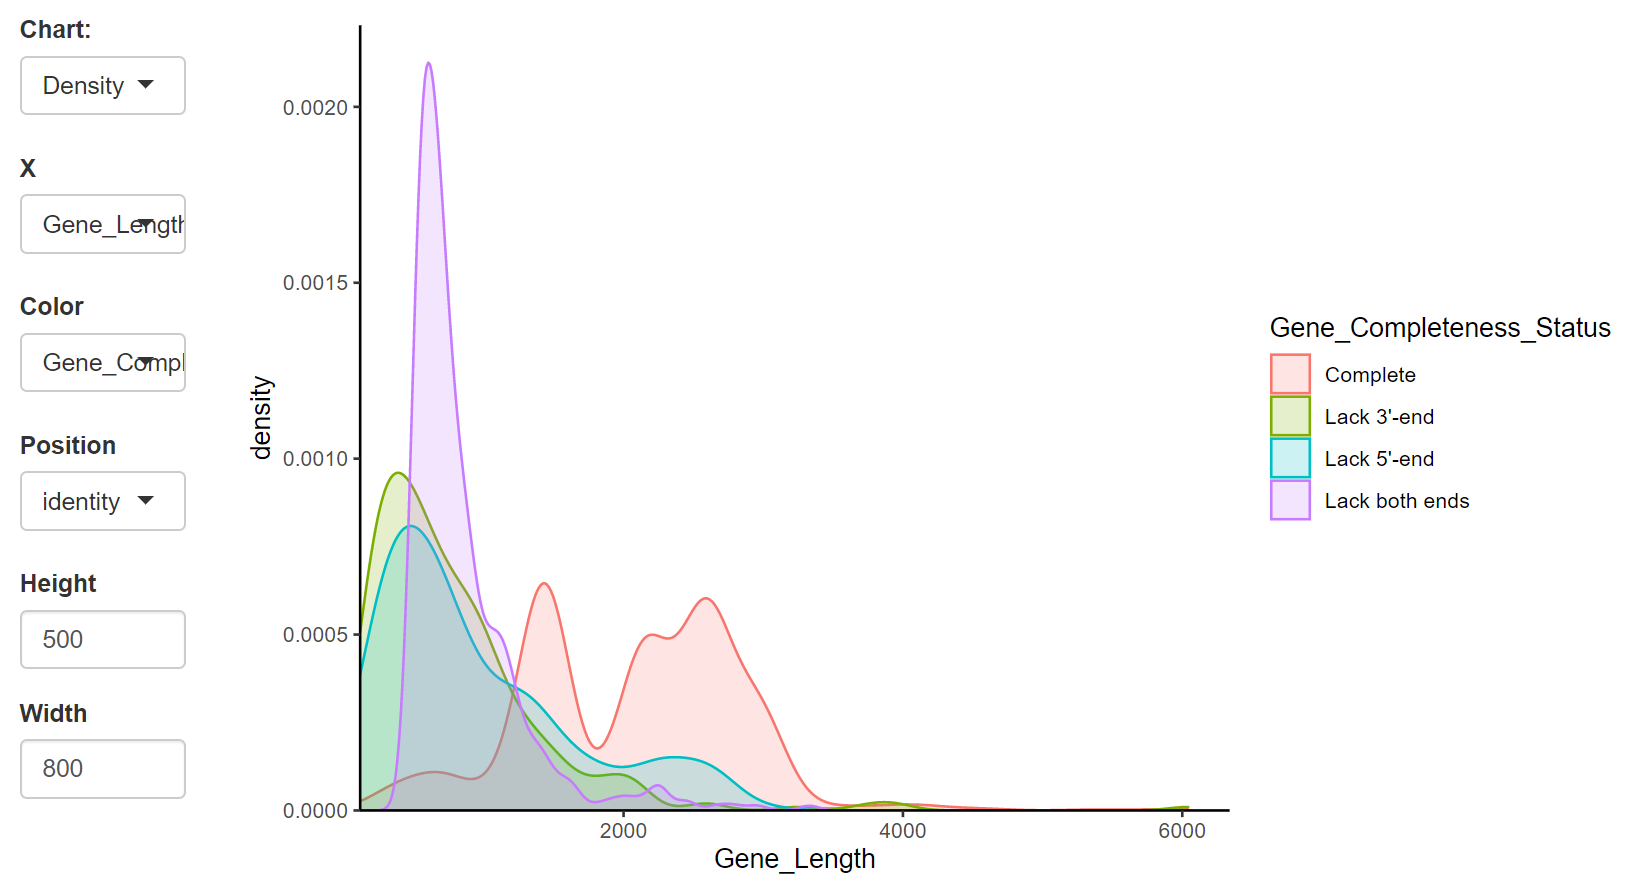 Chart:
Density
X
Gene_Length
Color
Gene_Compl
Position
identity
Height
500
Width
800
density
0.0020
0.0015
0.0010
0.0005
0.0000
2000
4000
6000
Gene_Length
Gene_Completeness_Status
Complete
Lack 3'-end
Lack 5'-end
Lack both ends